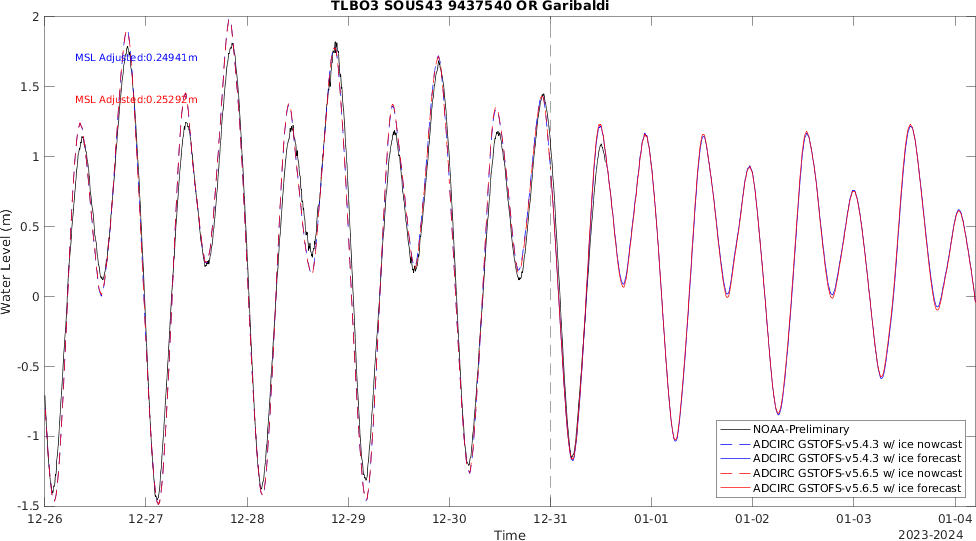 TLBO3 SOUS43 9437540 OR Garibaldi
MSL Adjusted:0.24941m
MSL Adjusted:0.25292m
Water Level (m)
2
1.5
1
0.5
0
-0.5
-1
-1.5
12-26
12-27
12-28
12-29
12-30
12-31
01-01
01-02
01-03
01-04
Time
2023-2024
NOAA-Preliminary
ADCIRC GSTOFS-v5.4.3 w/ ice nowcast
ADCIRC GSTOFS-v5.4.3 w/ ice forecast
ADCIRC GSTOFS-v5.6.5 w/ ice nowcast
ADCIRC GSTOFS-v5.6.5 w/ ice forecast